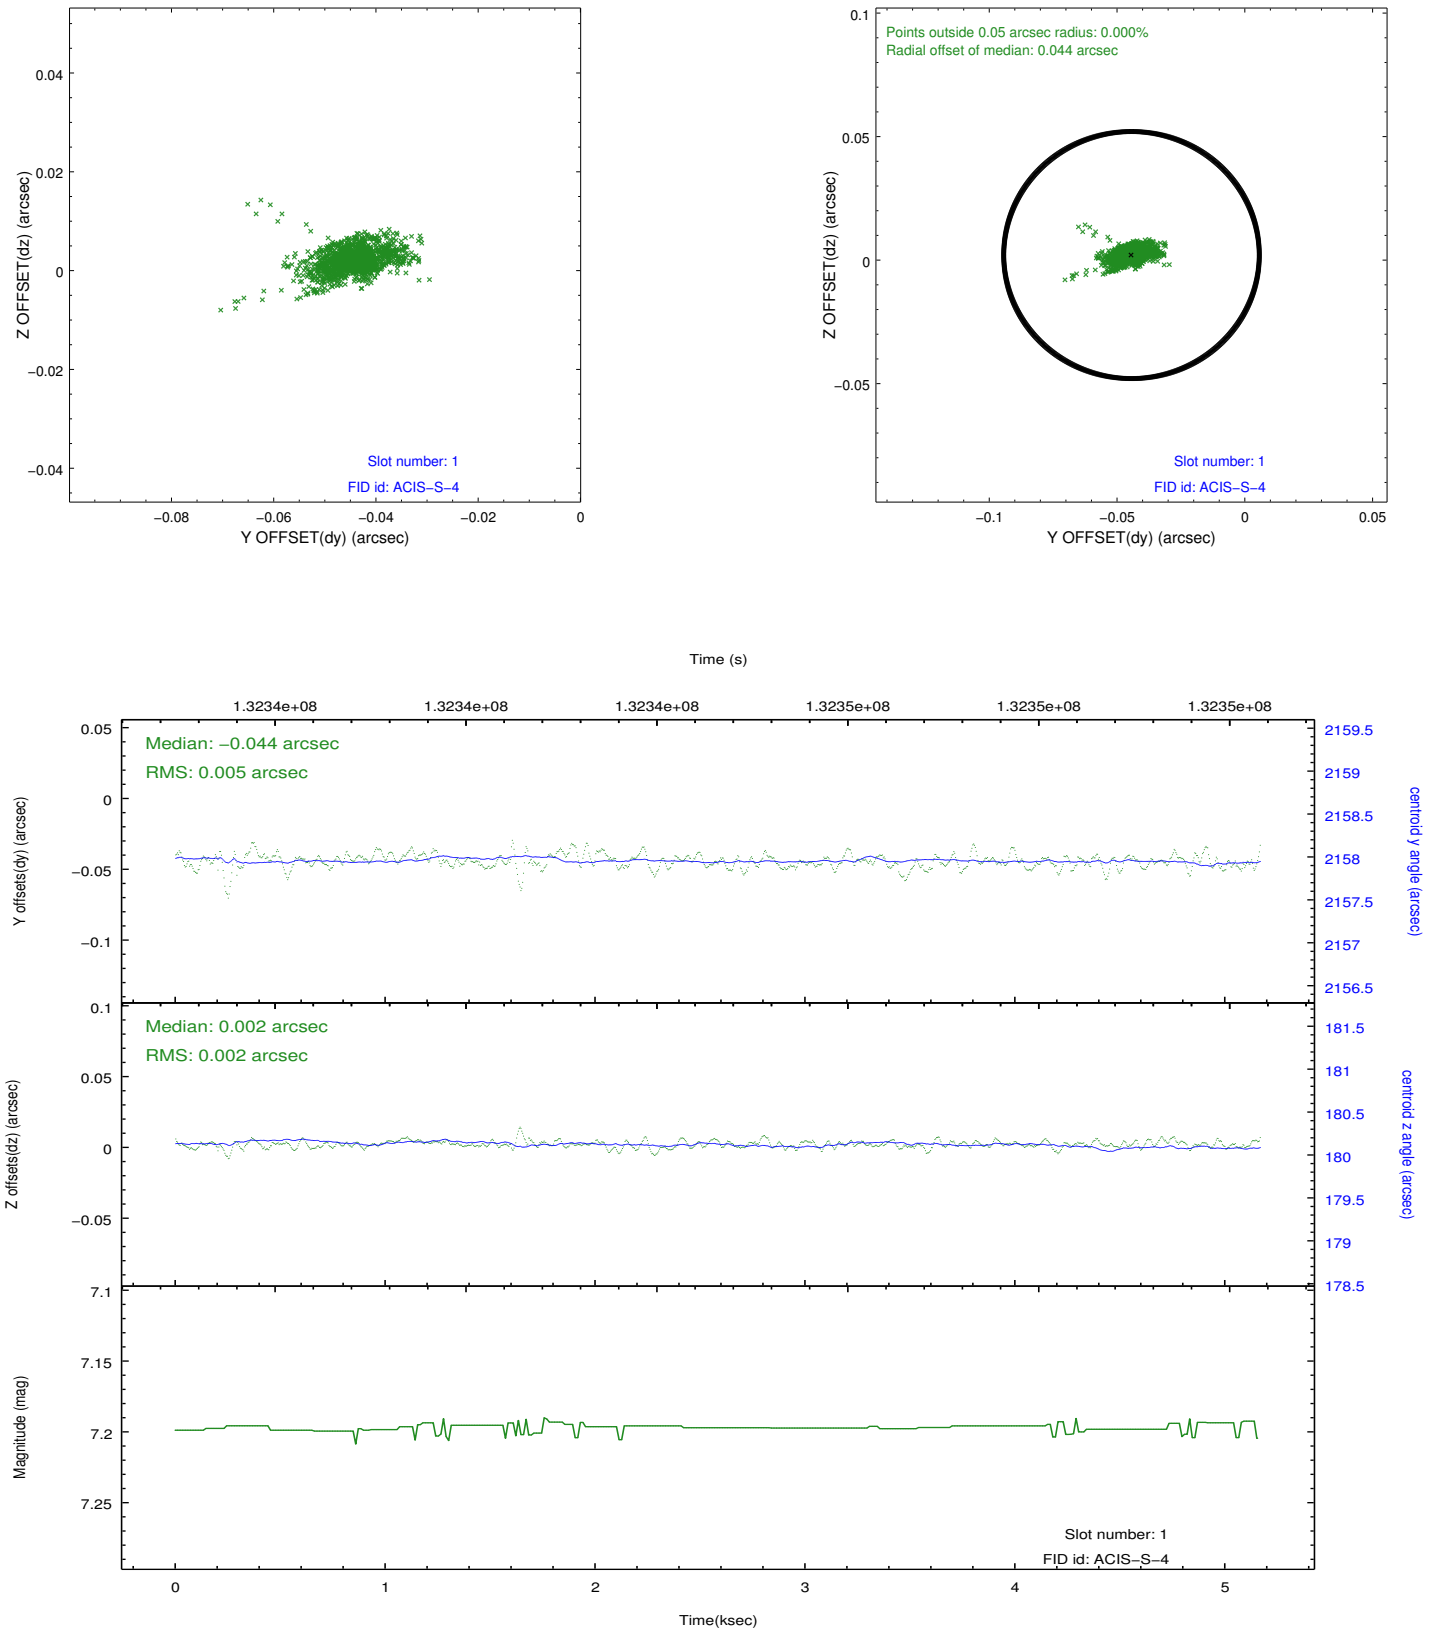 0.04
0.02
0
−0.02
−0.04
Z OFFSET(dz) (arcsec)
Slot number: 1
FID id: ACIS−S−4
−0.08
−0.06
−0.04
−0.02
0
Y OFFSET(dy) (arcsec)
0.1
0.05
0
−0.05
Z OFFSET(dz) (arcsec)
Points outside 0.05 arcsec radius: 0.000%
Radial offset of median: 0.044 arcsec
Slot number: 1
FID id: ACIS−S−4
−0.1
−0.05
0
0.05
Y OFFSET(dy) (arcsec)
Time (s)
1.3234e+08
1.3234e+08
1.3234e+08
1.3235e+08
1.3235e+08
1.3235e+08
0.05
0
−0.05
−0.1
Y offsets(dy) (arcsec)
Median: −0.044 arcsec
RMS: 0.005 arcsec
2159.5
2159
2158.5
2158
2157.5
2157
2156.5
centroid y angle (arcsec)
0.1
0.05
0
−0.05
Z offsets(dz) (arcsec)
Median: 0.002 arcsec
RMS: 0.002 arcsec
181.5
181
180.5
180
179.5
179
178.5
centroid z angle (arcsec)
7.1
7.15
7.2
7.25
Magnitude (mag)
Slot number: 1
FID id: ACIS−S−4
0
1
2
3
4
5
Time(ksec)